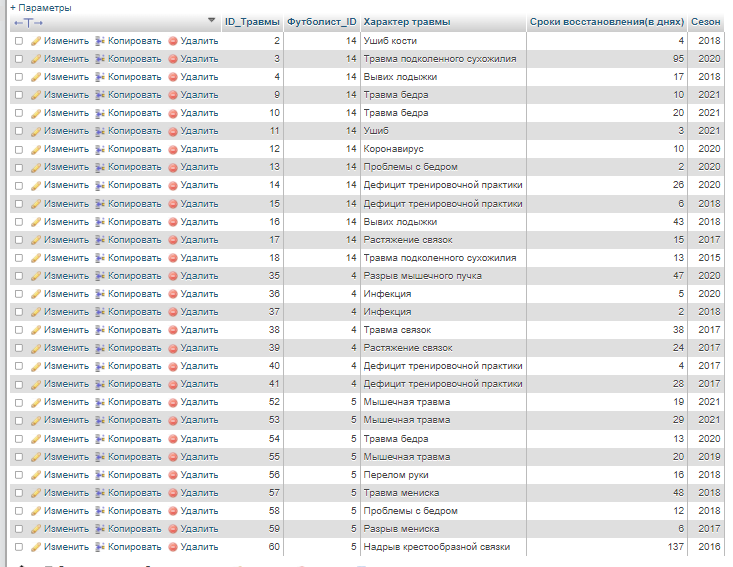 + Параметры
←T→ ID_Травмы Футболист_ID Характер травмы Сроки восстановления(в днях) Сезон
Изменить Копировать Удалить 2 14 Ушиб кости 4 2018
Изменить Копировать Удалить 3 14 Травма подколенного сухожилия 95 2020
Изменить Копировать Удалить 4 14 Вывих лодыжки 17 2018
Изменить Копировать Удалить 9 14 Травма бедра 10 2021
Изменить Копировать Удалить 10 14 Травма бедра 20 2021
Изменить Копировать Удалить 11 14 Ушиб 3 2021
Изменить Копировать Удалить 12 14 Коронавирус 10 2020
Изменить Копировать Удалить 13 14 Проблемы с бедром 2 2020
Изменить Копировать Удалить 14 14 Дефицит тренировочной практики 26 2020
Изменить Копировать Удалить 15 14 Дефицит тренировочной практики 6 2018
Изменить Копировать Удалить 16 14 Вывих лодыжки 43 2018
Изменить Копировать Удалить 17 14 Растяжение связок 15 2017
Изменить Копировать Удалить 18 14 Травма подколенного сухожилия 13 2015
Изменить Копировать Удалить 35 4 Разрыв мышечного пучка 47 2020
Изменить Копировать Удалить 36 4 Инфекция 5 2020
Изменить Копировать Удалить 37 4 Инфекция 2 2018
Изменить Копировать Удалить 38 4 Травма связок 38 2017
Изменить Копировать Удалить 39 4 Растяжение связок 24 2017
Изменить Копировать Удалить 40 4 Дефицит тренировочной практики 4 2017
Изменить Копировать Удалить 41 4 Дефицит тренировочной практики 28 2017
Изменить Копировать Удалить 52 5 Мышечная травма 19 2021
Изменить Копировать Удалить 53 5 Мышечная травма 29 2021
Изменить Копировать Удалить 54 5 Травма бедра 13 2020
Изменить Копировать Удалить 55 5 Мышечная травма 20 2019
Изменить Копировать Удалить 56 5 Перелом руки 16 2018
Изменить Копировать Удалить 57 5 Травма мениска 48 2018
Изменить Копировать Удалить 58 5 Проблемы с бедром 12 2018
Изменить Копировать Удалить 59 5 Разрыв мениска 6 2017
Изменить Копировать Удалить 60 5 Надрыв крестообразной связки 137 2016